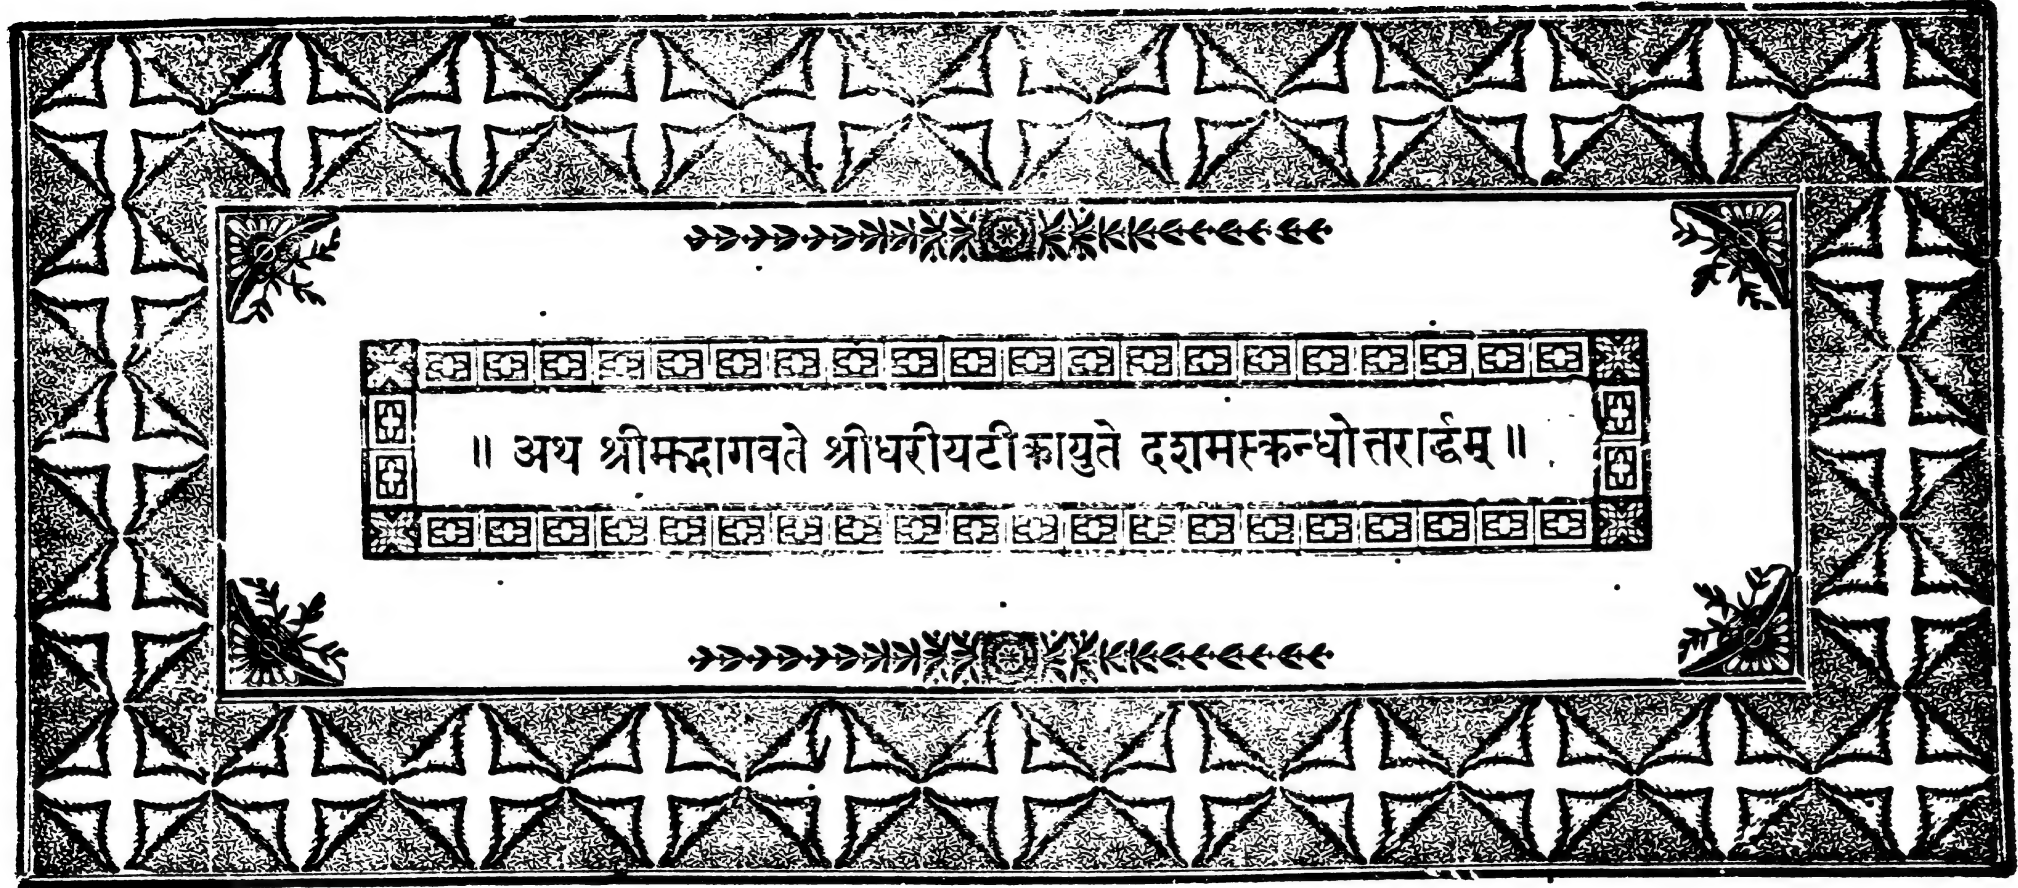 ॥ अथ श्रीमद्भागवते श्रीधरीयटीकायुते दशमस्कन्धोत्तरार्द्धम् ॥